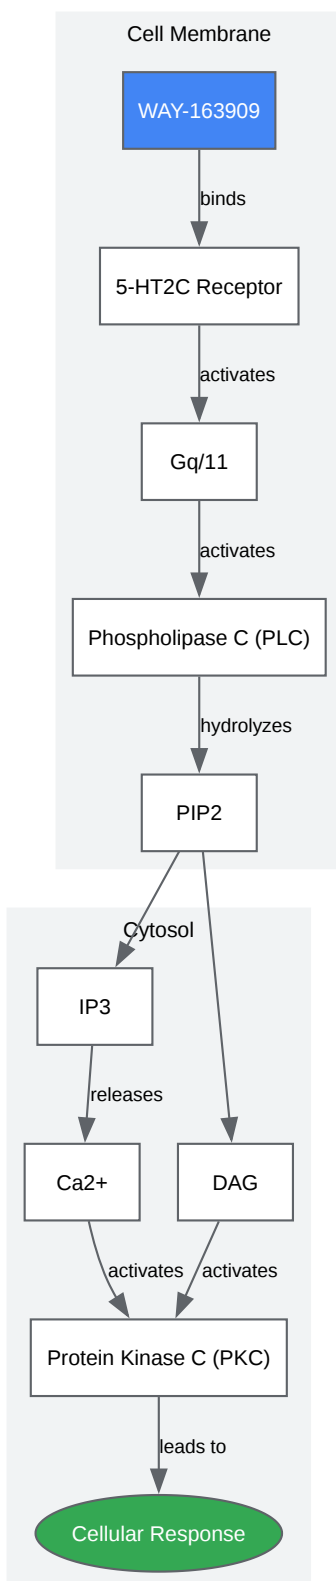 Cell Membrane
WAY-163909
binds
5-HT2C Receptor
activates
Gq/11
activates
Phospholipase C (PLC)
hydrolyzes
PIP2
Cytosol
IP3
releases
Ca2+
DAG
activates
activates
Protein Kinase C (PKC)
leads to
Cellular Response